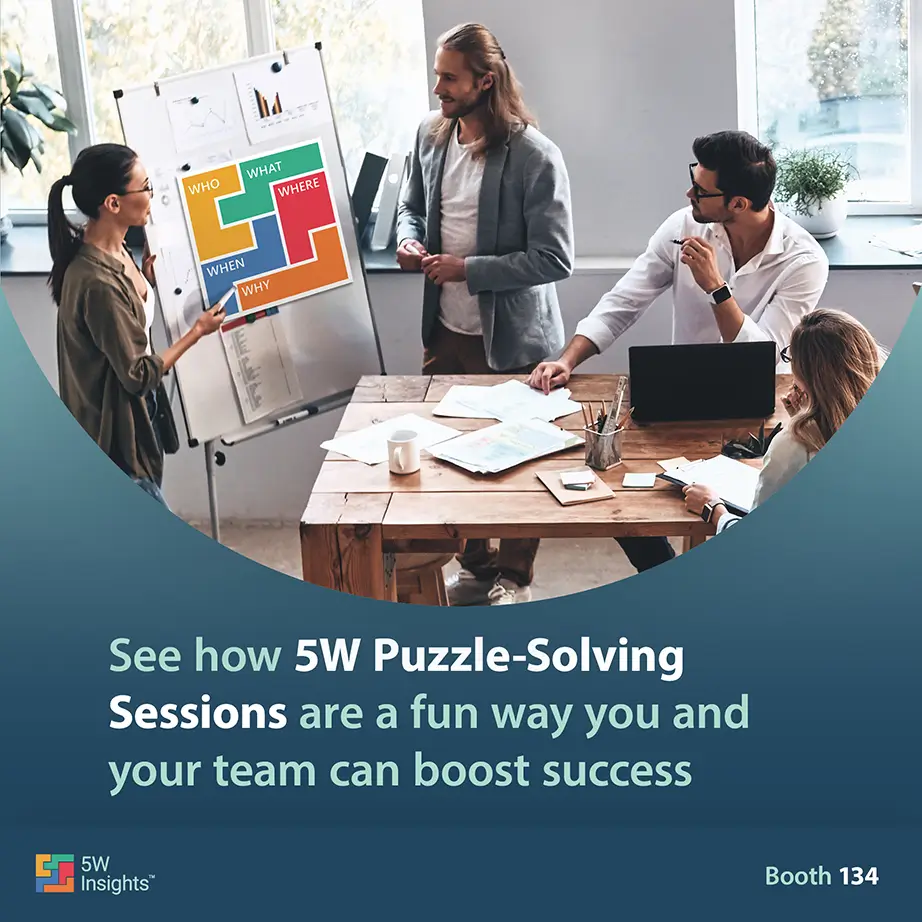 WHO
WHAT
WHERE
WHEN
WHY
See how 5W Puzzle-Solving
Sessions are a fun way you and
your team can boost success
5W
Insights™
Booth 134